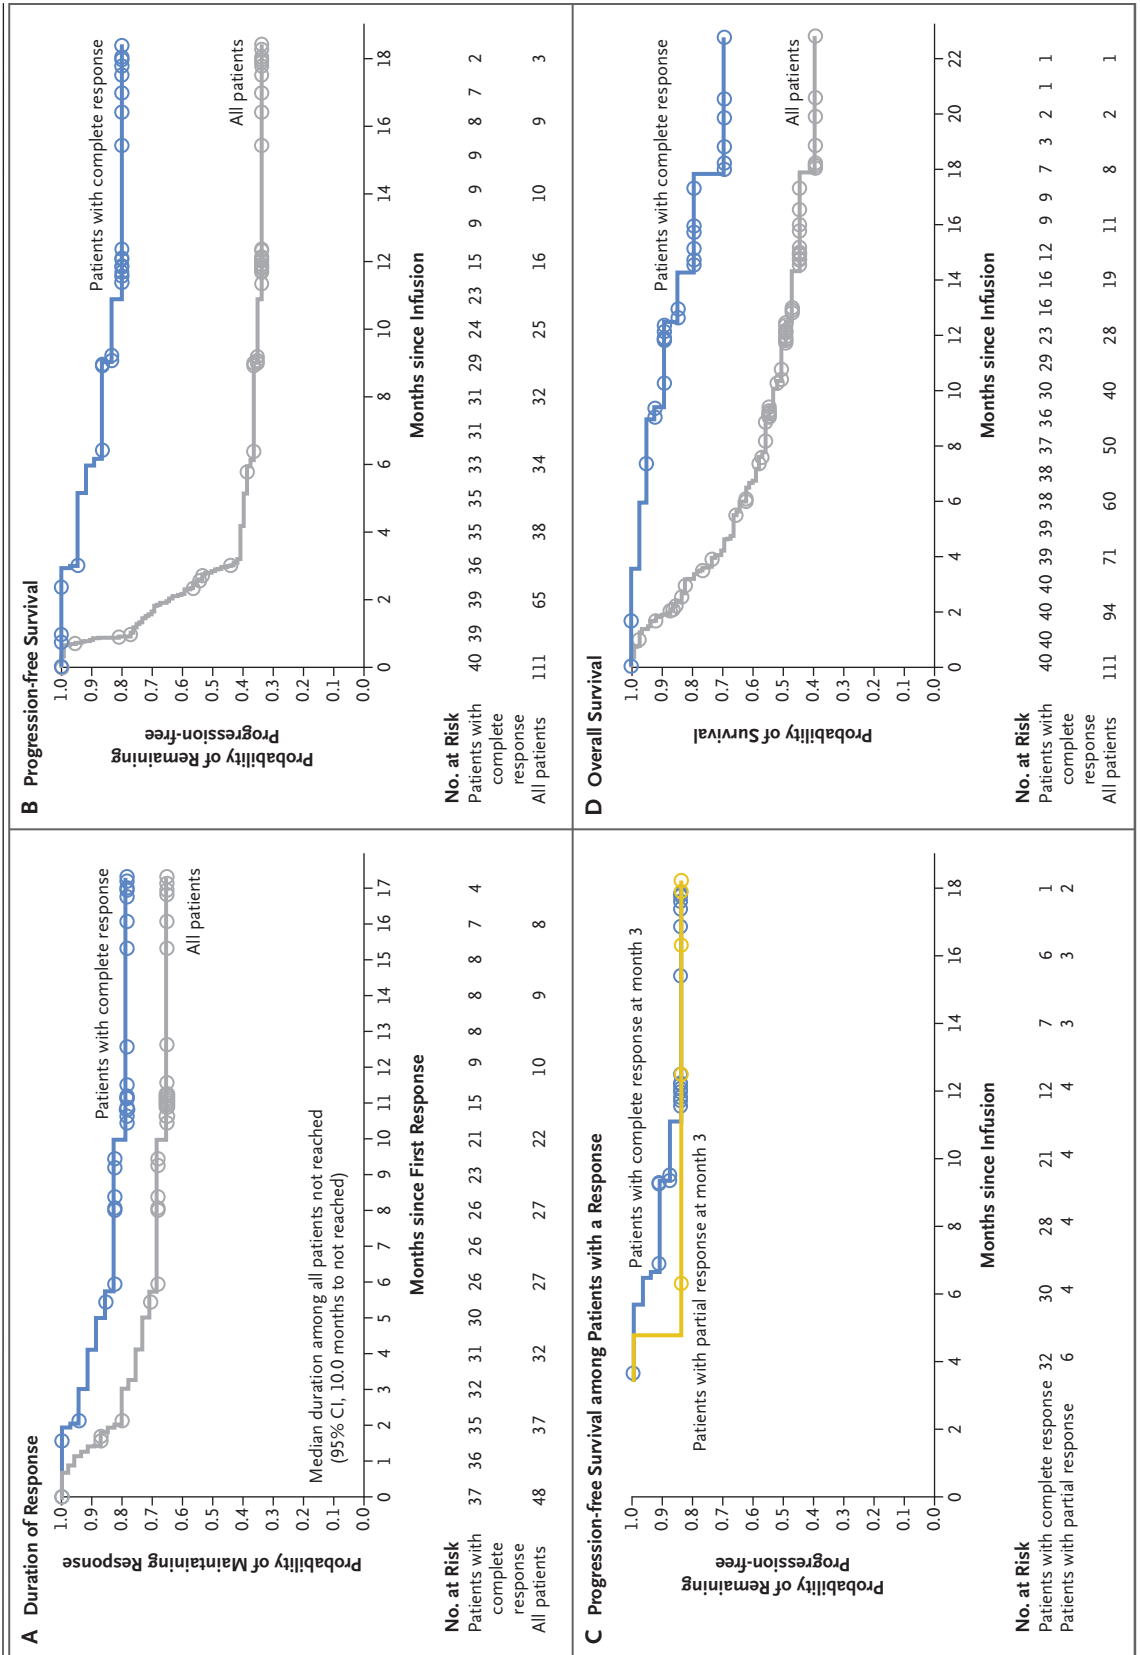 A Duration of Response
Probability of Maintaining Response
1.0
0.9
0.8
0.7
0.6
0.5
0.4
0.3
0.2
0.1
0.0
Patients with complete response
All patients
Median duration among all patients not reached
(95% CI, 10.0 months to not reached)
0 1 2 3 4 5 6 7 8 9 10 11 12 13 14 15 16 17
Months since First Response
No. at Risk
Patients with 37 36 35 32 31 30 26 26 26 23 21 15 9 8 8 8 7 4
complete
response
All patients 48 37 32 27 27 22 10 9 8
B Progression-free Survival
Probability of Remaining
Progression-free
1.0
0.9
0.8
0.7
0.6
0.5
0.4
0.3
0.2
0.1
0.0
Patients with complete response
All patients
0 2 4 6 8 10 12 14 16 18
Months since Infusion
No. at Risk
Patients with 40 39 39 36 35 35 33 31 31 29 24 23 15 9 9 9 8 7 2
complete
response
All patients 111 65 38 34 32 25 16 10 9 3
C Progression-free Survival among Patients with a Response
Probability of Remaining
Progression-free
1.0
0.9
0.8
0.7
0.6
0.5
0.4
0.3
0.2
0.1
0.0
Patients with complete response at month 3
Patients with partial response at month 3
0 2 4 6 8 10 12 14 16 18
Months since Infusion
No. at Risk
Patients with complete response 32 30 28 21 12 7 6 1
Patients with partial response 6 4 4 4 4 3 3 2
D Overall Survival
Probability of Survival
1.0
0.9
0.8
0.7
0.6
0.5
0.4
0.3
0.2
0.1
0.0
Patients with complete response
All patients
0 2 4 6 8 10 12 14 16 18 20 22
Months since Infusion
No. at Risk
Patients with 40 40 40 40 39 39 38 38 37 36 30 29 23 16 16 12 9 9 7 3 2 1 1
complete
response
All patients 111 94 71 60 50 40 28 19 11 8 2 1